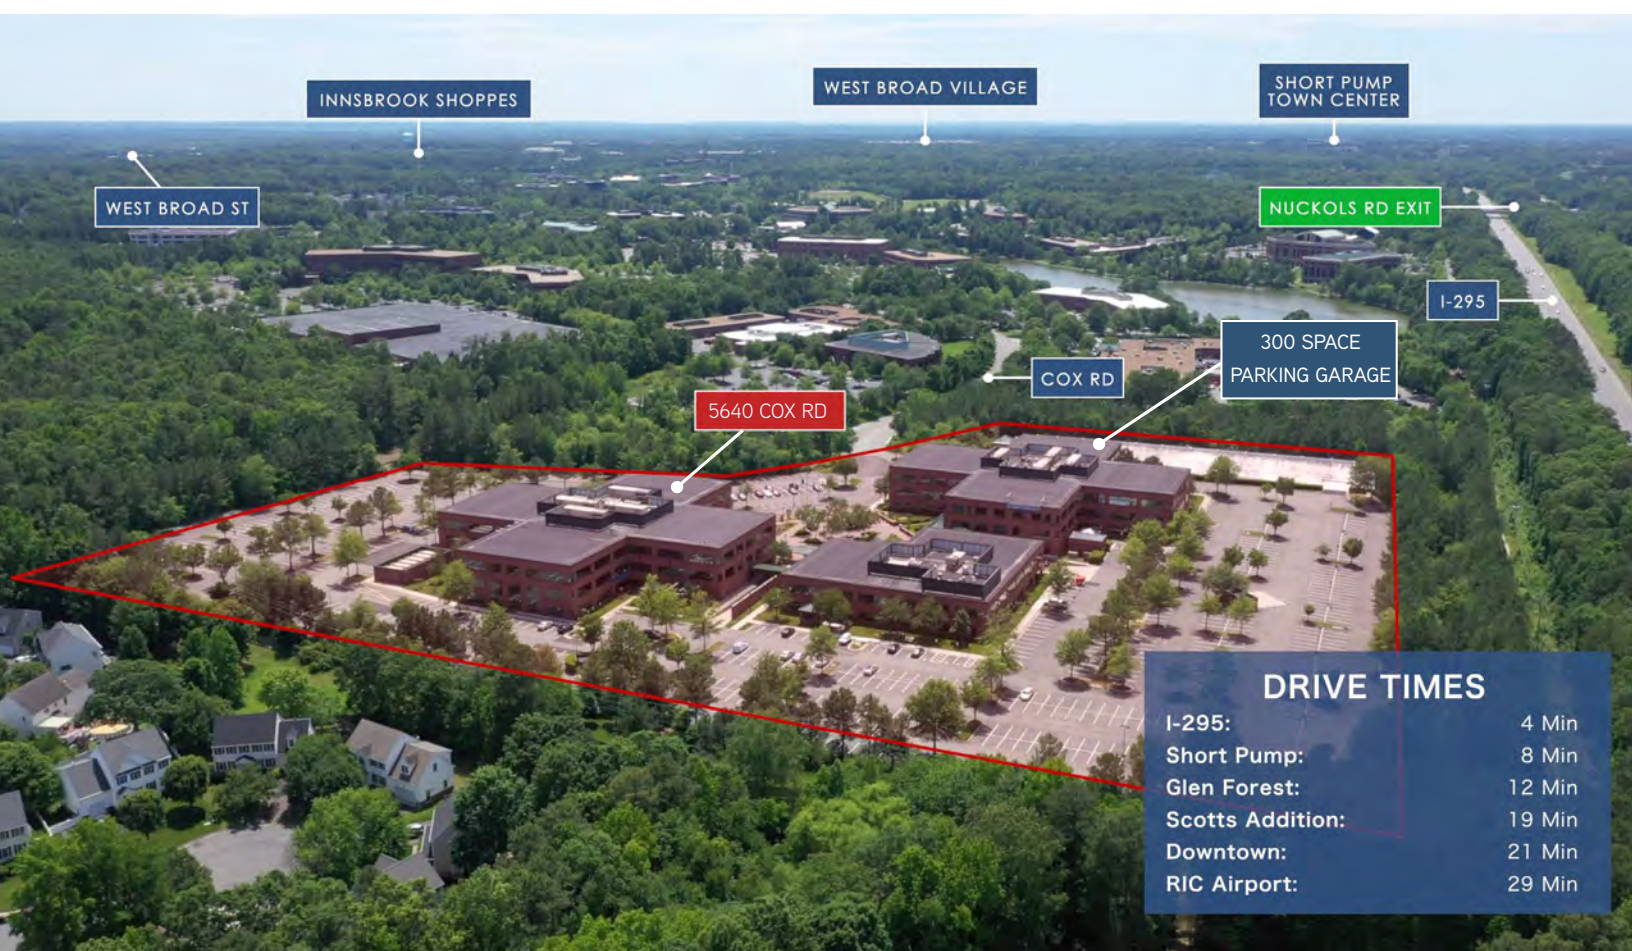 INNSBROOK SHOPPES
WEST BROAD VILLAGE
SHORT PUMP
TOWN CENTER
WEST BROAD ST
NUCKOLS RD EXIT
I-295
300 SPACE
PARKING GARAGE
COX RD
5640 COX RD
DRIVE TIMES
I-295: 4 Min
Short Pump: 8 Min
Glen Forest: 12 Min
Scotts Addition: 19 Min
Downtown: 21 Min
RIC Airport: 29 Min